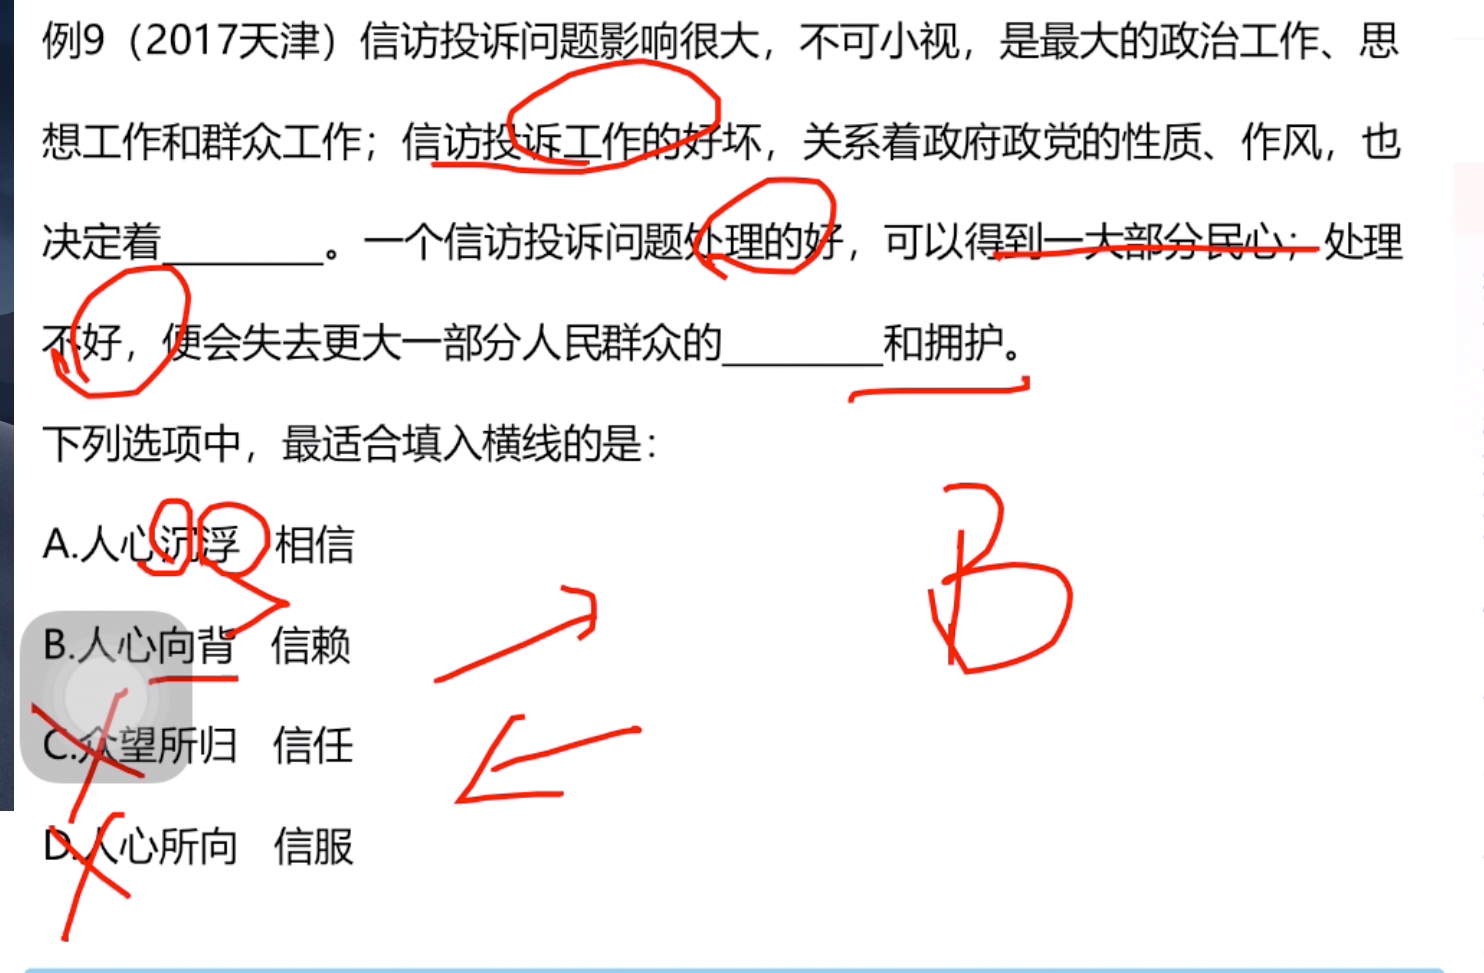 例9（2017天津）信访投诉问题影响很大，不可小视，是最大的政治工作、思
想工作和群众工作；信访投诉工作的好坏，关系着政府政党的性质、作风，也
决定着________。一个信访投诉问题处理的好，可以得到一大部分民心；处理
不好，便会失去更大一部分人民群众的________和拥护。
下列选项中，最适合填入横线的是：
A.人心沉浮 相信
B.人心向背 信赖
C.众望所归 信任
D.人心所向 信服
B